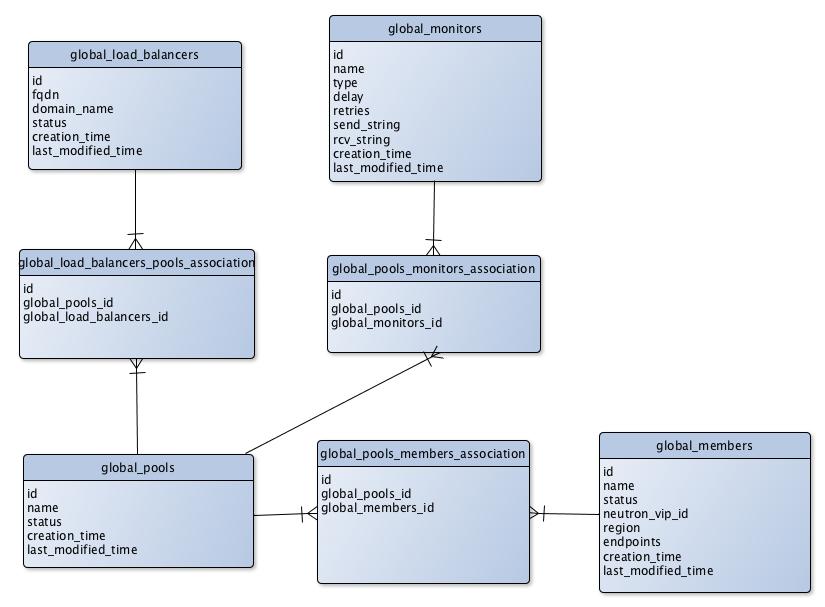 global_load_balancers
id
fqdn
domain_name
status
creation_time
last_modified_time
global_monitors
id
name
type
delay
retries
send_string
rcv_string
creation_time
last_modified_time
global_load_balancers_pools_association
id
global_pools_id
global_load_balancers_id
global_pools_monitors_association
id
global_pools_id
global_monitors_id
global_pools
id
name
status
creation_time
last_modified_time
global_pools_members_association
id
global_pools_id
global_members_id
global_members
id
name
status
neutron_vip_id
region
endpoints
creation_time
last_modified_time